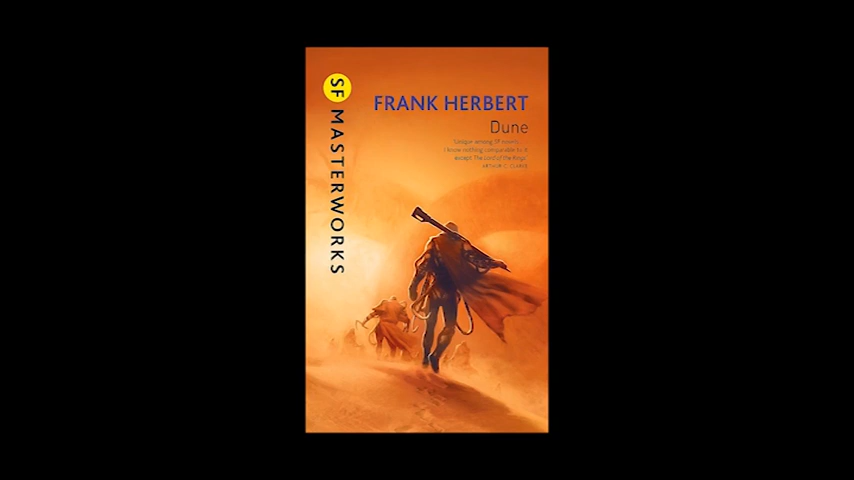 SF MASTERWORKS
FRANK HERBERT
Dune
'Unique among SF novels...
I know nothing comparable to it
except The Lord of the Rings'
ARTHUR C. CLARKE